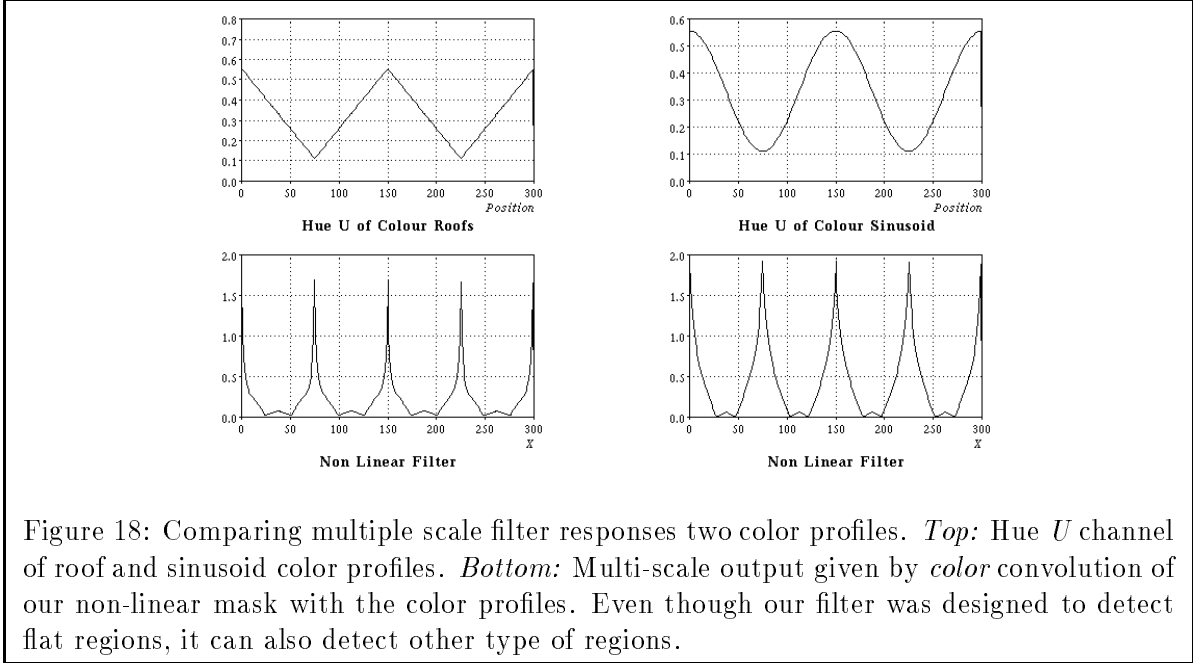 0.8
0.7
0.6
0.5
0.4
0.3
0.2
0.1
0.0
0 50 100 150 200 250 300
Position
Hue U of Colour Roofs
0.6
0.5
0.4
0.3
0.2
0.1
0.0
0 50 100 150 200 250 300
Position
Hue U of Colour Sinusoid
2.0
1.5
1.0
0.5
0.0
0 50 100 150 200 250 300
X
Non Linear Filter
2.0
1.5
1.0
0.5
0.0
0 50 100 150 200 250 300
X
Non Linear Filter
Figure 18: Comparing multiple scale filter responses two color profiles. Top: Hue U channel
of roof and sinusoid color profiles. Bottom: Multi-scale output given by color convolution of
our non-linear mask with the color profiles. Even though our filter was designed to detect
flat regions, it can also detect other type of regions.